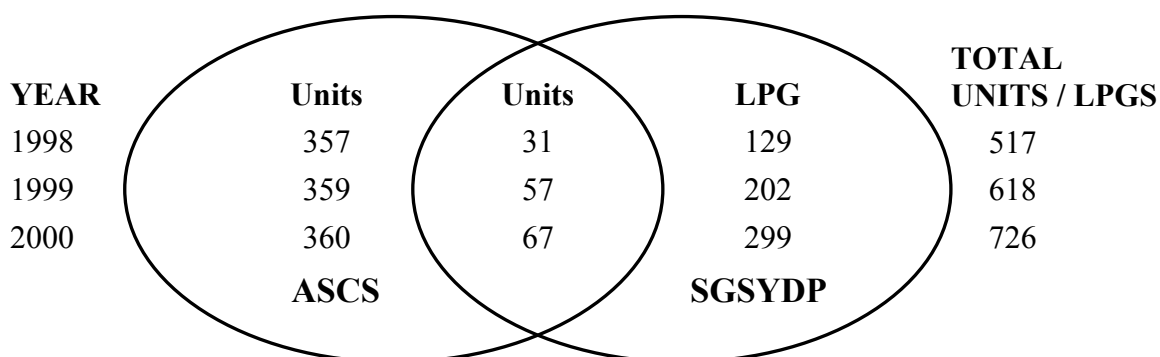 TOTAL
YEAR Units Units LPG UNITS / LPGS
1998 357 31 129 517
1999 359 57 202 618
2000 360 67 299 726
ASCS SGSYDP